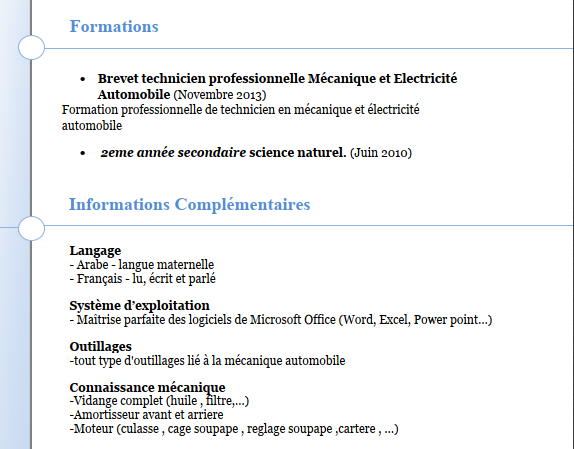 Formations
• Brevet technicien professionnelle Mécanique et Electricité
Automobile (Novembre 2013)
Formation professionnelle de technicien en mécanique et électricité
automobile
• 2eme année secondaire science naturel. (Juin 2010)
Informations Complémentaires
Langage
- Arabe - langue maternelle
- Français - lu, écrit et parlé
Système d'exploitation
- Maîtrise parfaite des logiciels de Microsoft Office (Word, Excel, Power point...)
Outillages
-tout type d'outillages lié à la mécanique automobile
Connaissance mécanique
-Vidange complet (huile , filtre,...)
-Amortisseur avant et arriere
-Moteur (culasse , cage soupape , reglage soupape ,cartere , ...)